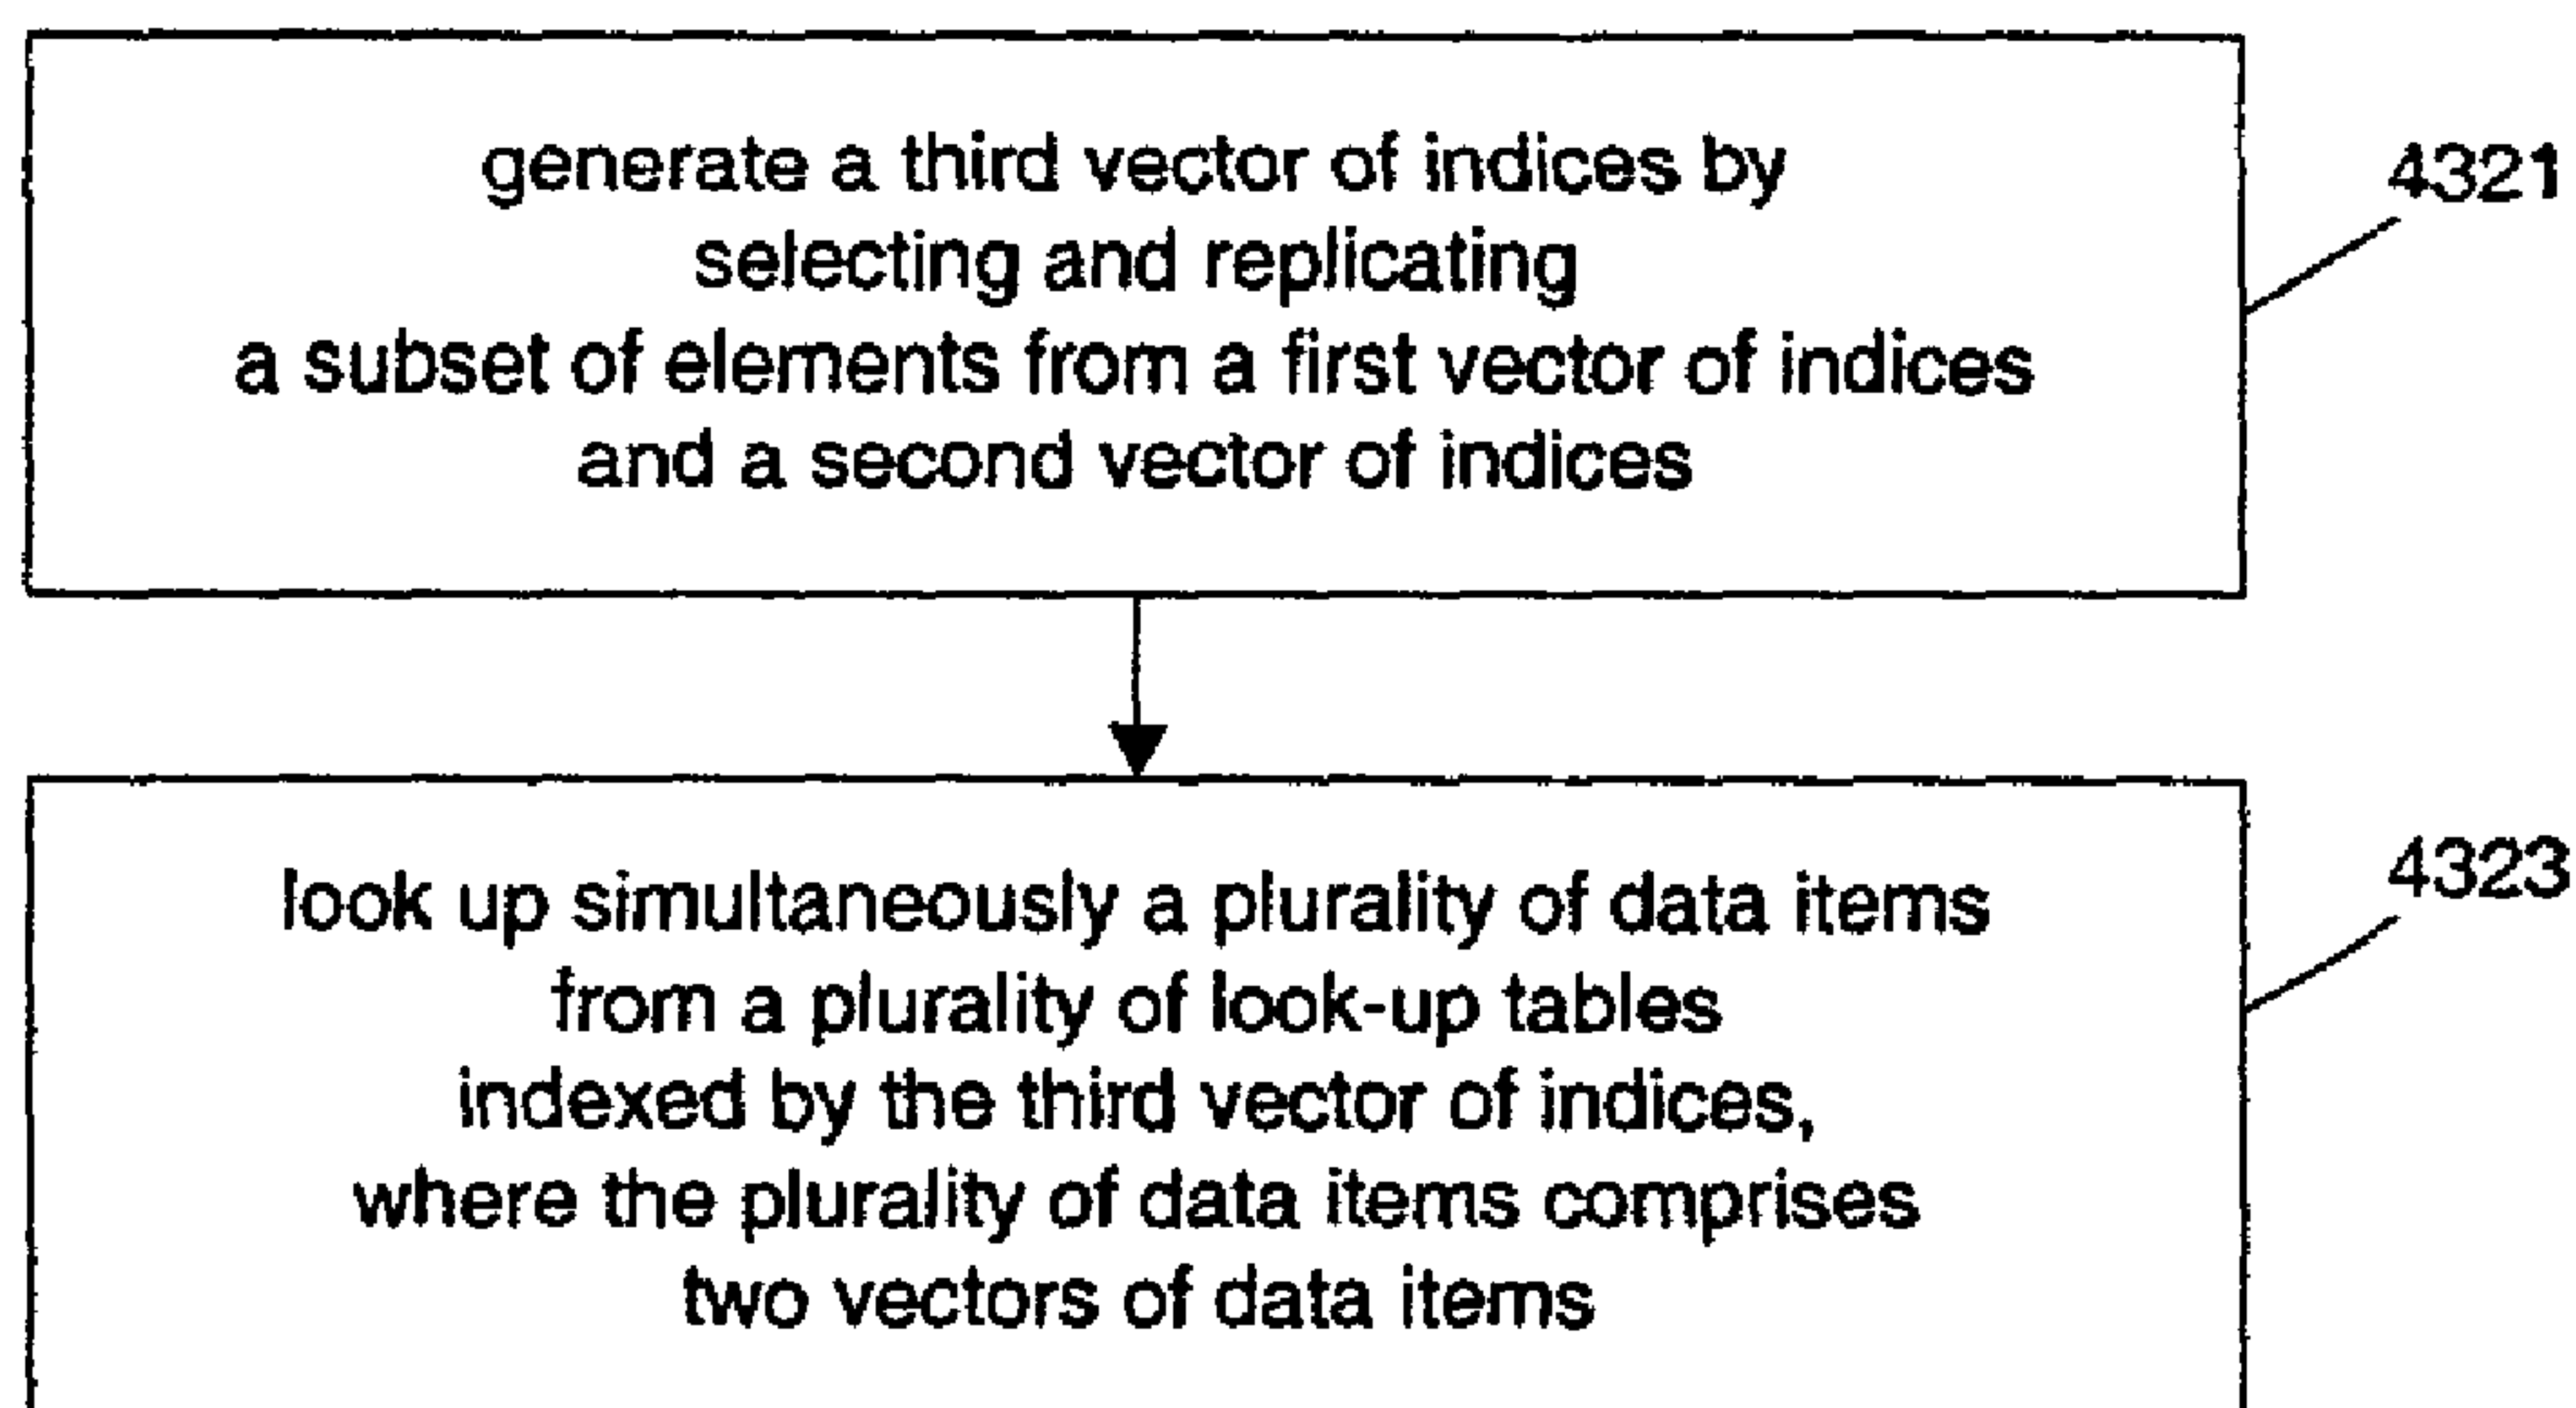 generate a third vector of indices by
selecting and replicating
a subset of elements from a first vector of indices
and a second vector of indices
4321
look up simultaneously a plurality of data items
from a plurality of look-up tables
indexed by the third vector of indices,
where the plurality of data items comprises
two vectors of data items
4323